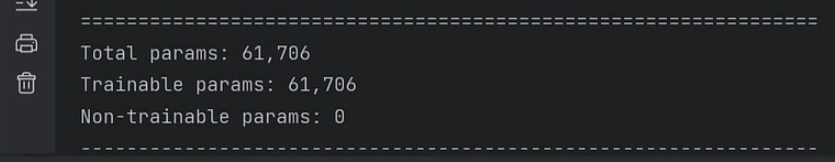 ================================================================
Total params: 61,706
Trainable params: 61,706
Non-trainable params: 0
----------------------------------------------------------------